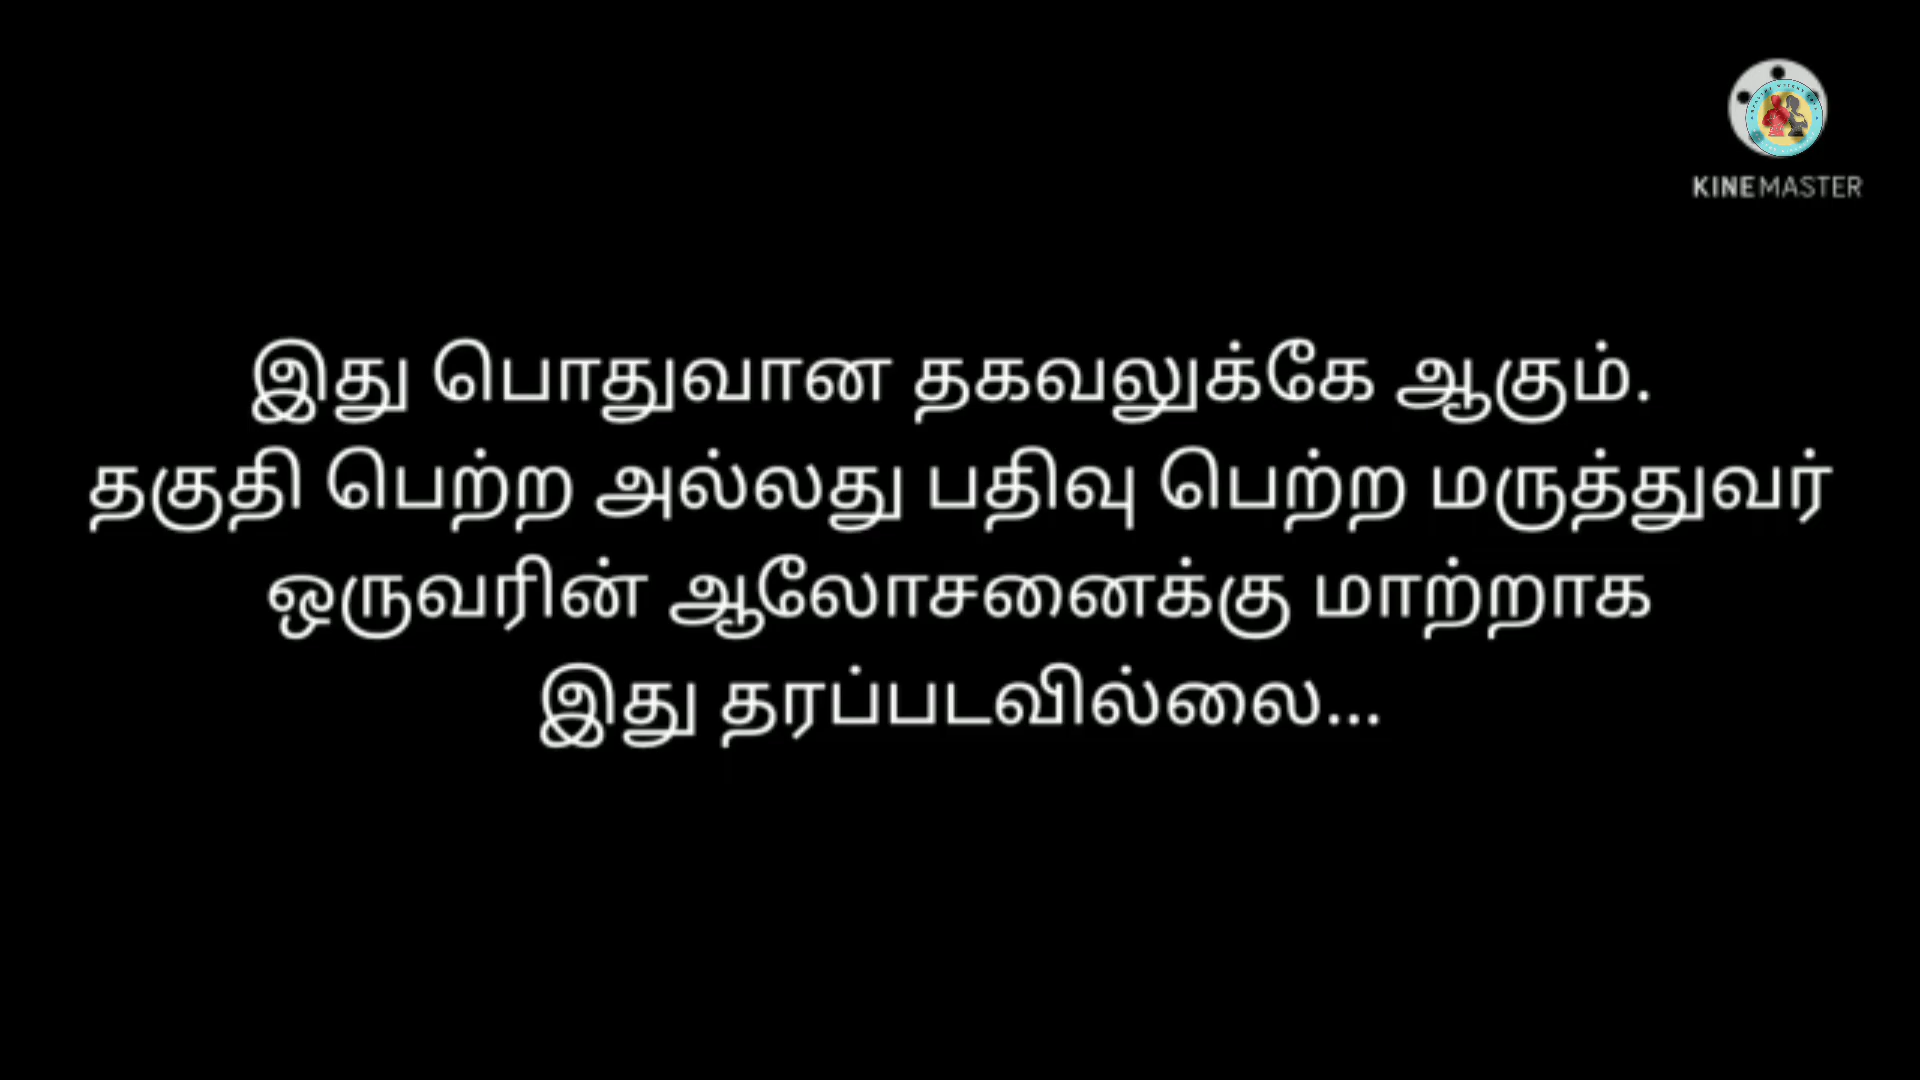 KINEMASTER
இது பொதுவான தகவலுக்கே ஆகும்.
தகுதி பெற்ற அல்லது பதிவு பெற்ற மருத்துவர்
ஒருவரின் ஆலோசனைக்கு மாற்றாக
இது தரப்படவில்லை...